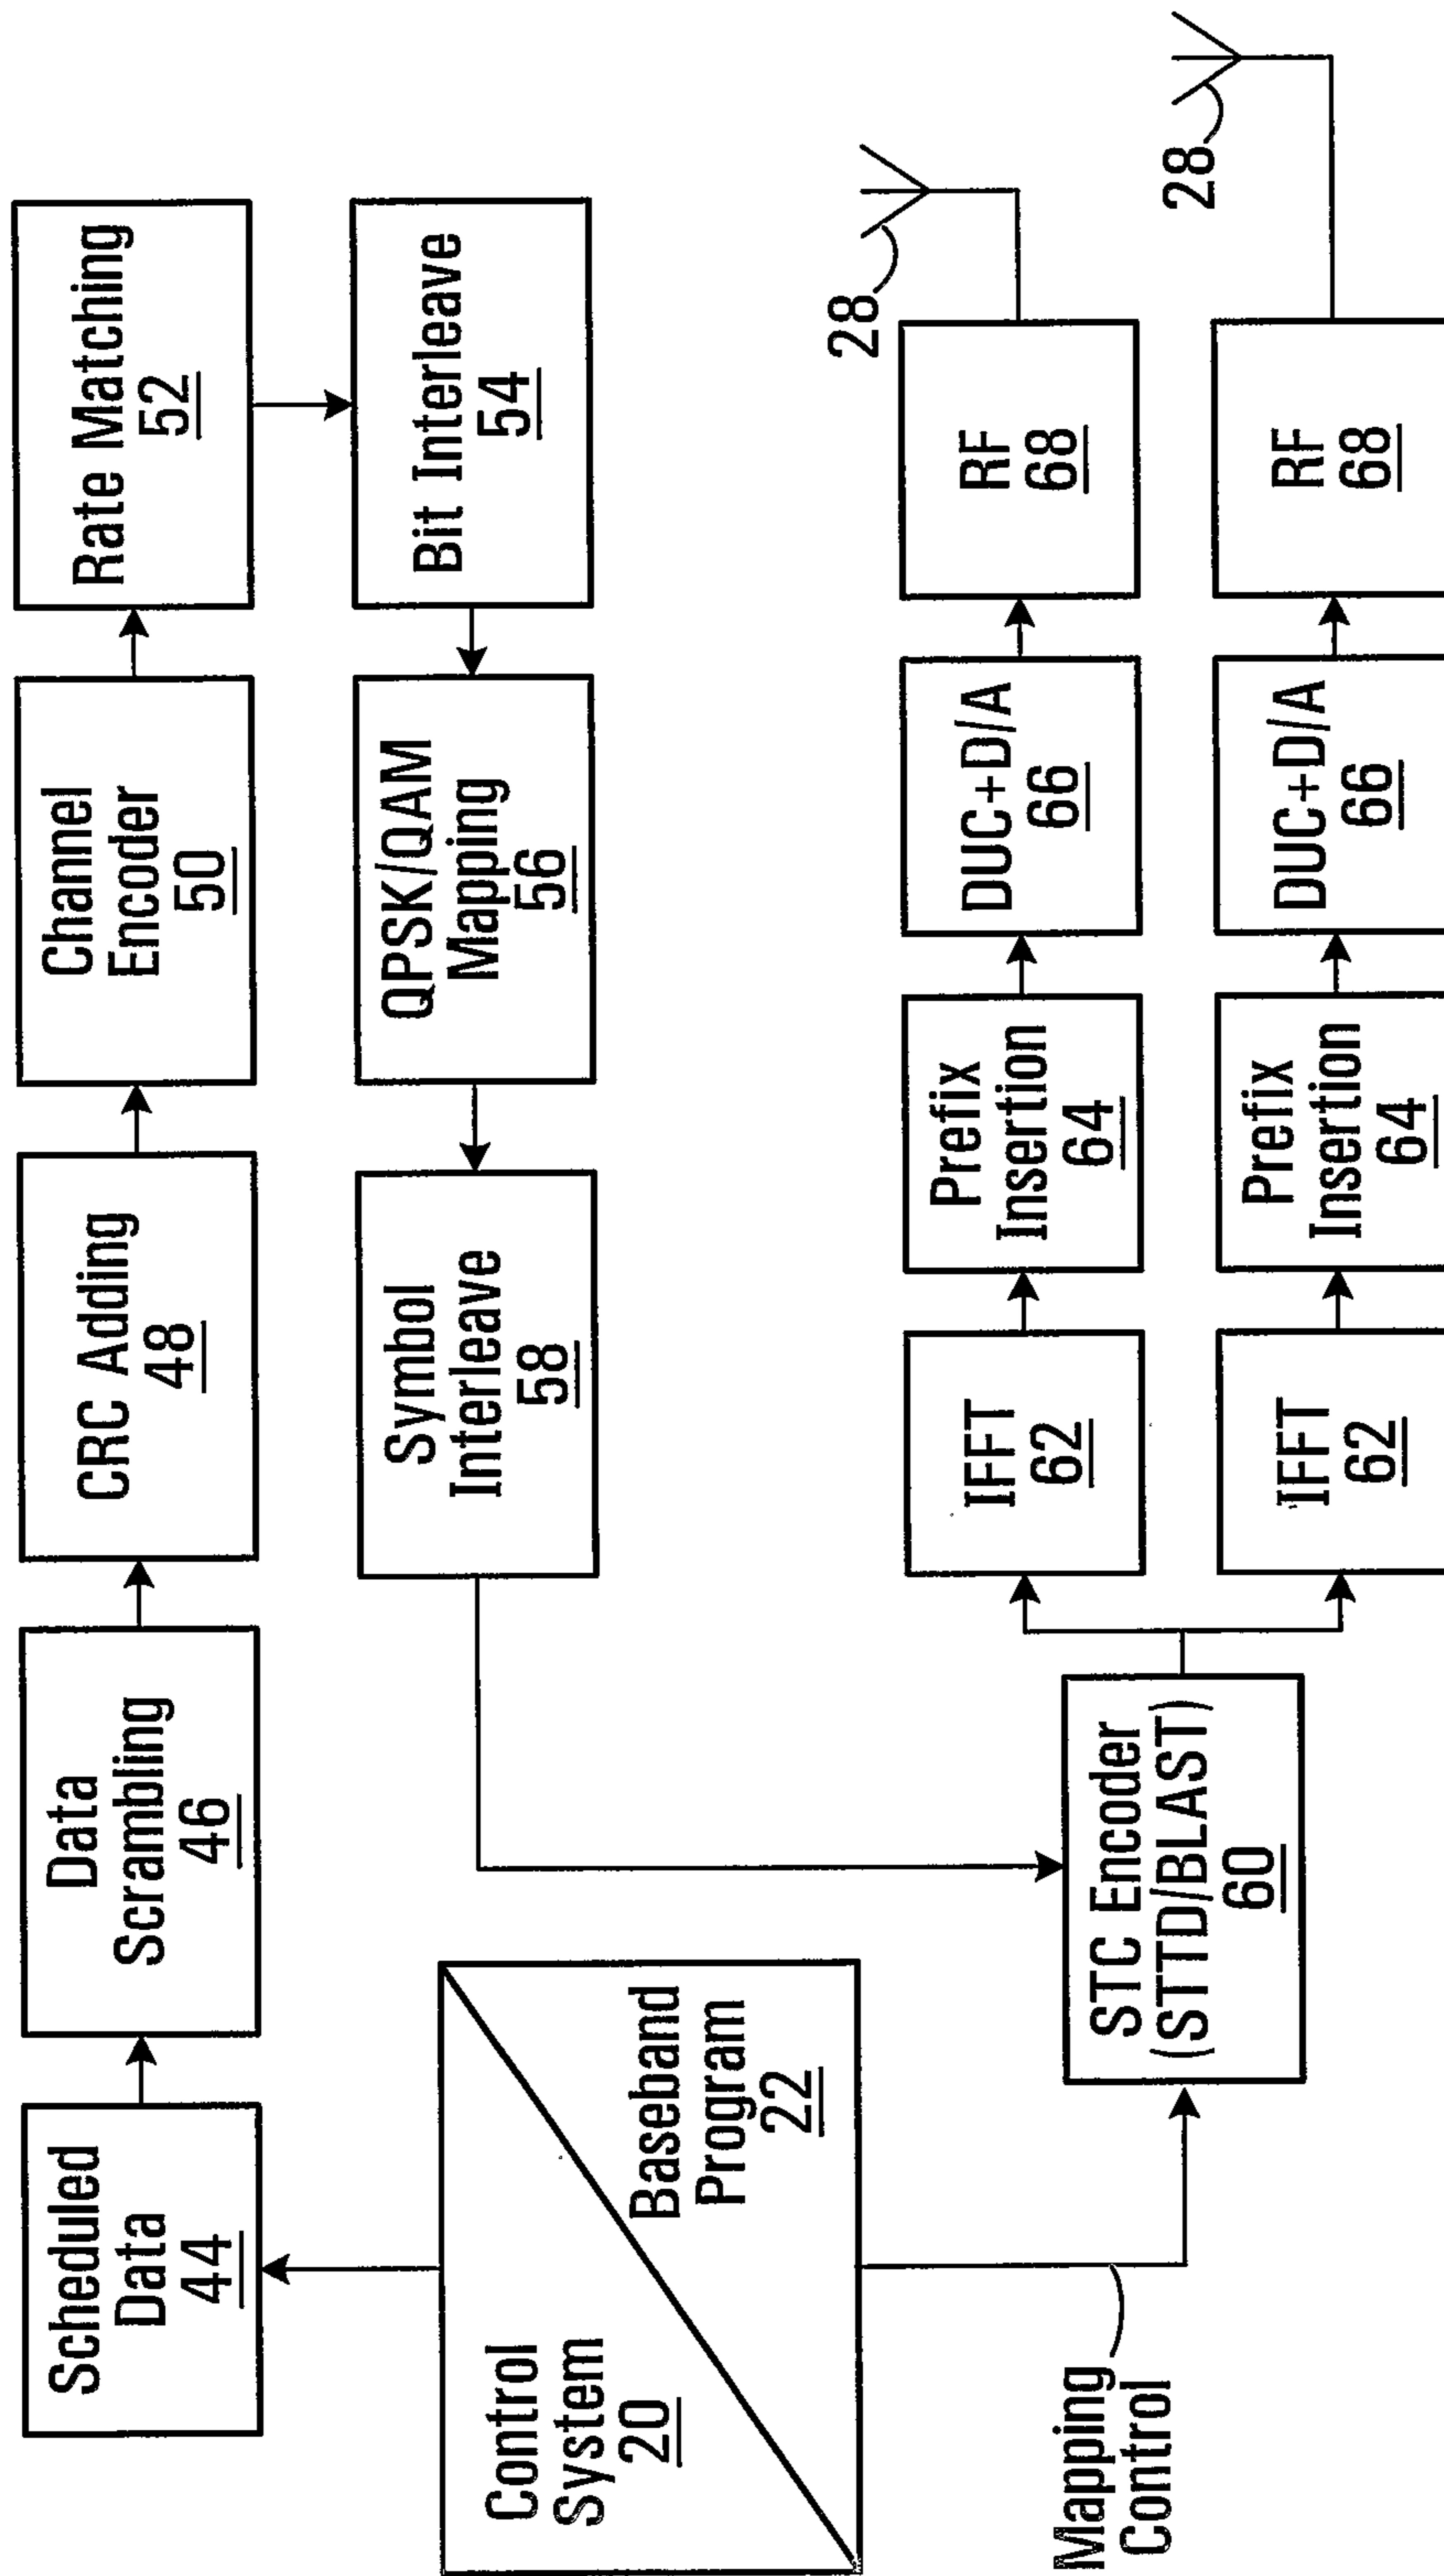 Scheduled
Data
44
Data
Scrambling
46
CRC Adding
48
Channel
Encoder
50
Rate Matching
52
Bit Interleave
54
QPSK/QAM
Mapping
56
Symbol
Interleave
58
Control
System
20
Baseband
Program
22
Mapping
Control
STC Encoder
(STTD/BLAST)
60
IFFT
62
Prefix
Insertion
64
DUC+D/A
66
RF
68
28
IFFT
62
Prefix
Insertion
64
DUC+D/A
66
RF
68
28